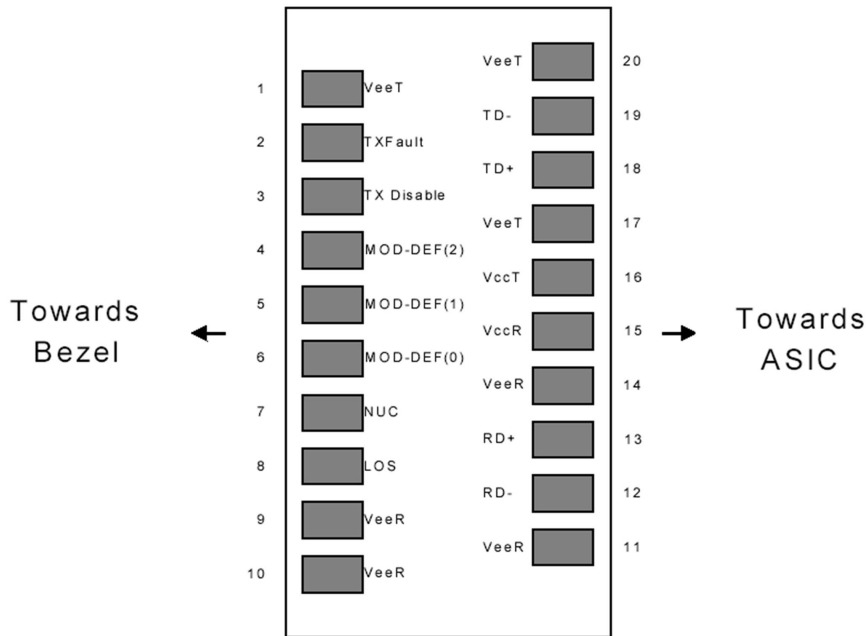 VeeT 20
1 VeeT
TD- 19
2 TXFault
TD+ 18
3 TX Disable
VeeT 17
4 MOD-DEF(2)
VccT 16
5 MOD-DEF(1)
Towards
Bezel
VccR 15
Towards
ASIC
6 MOD-DEF(0)
VeeR 14
7 NUC
RD+ 13
8 LOS
RD- 12
9 VeeR
VeeR 11
10 VeeR